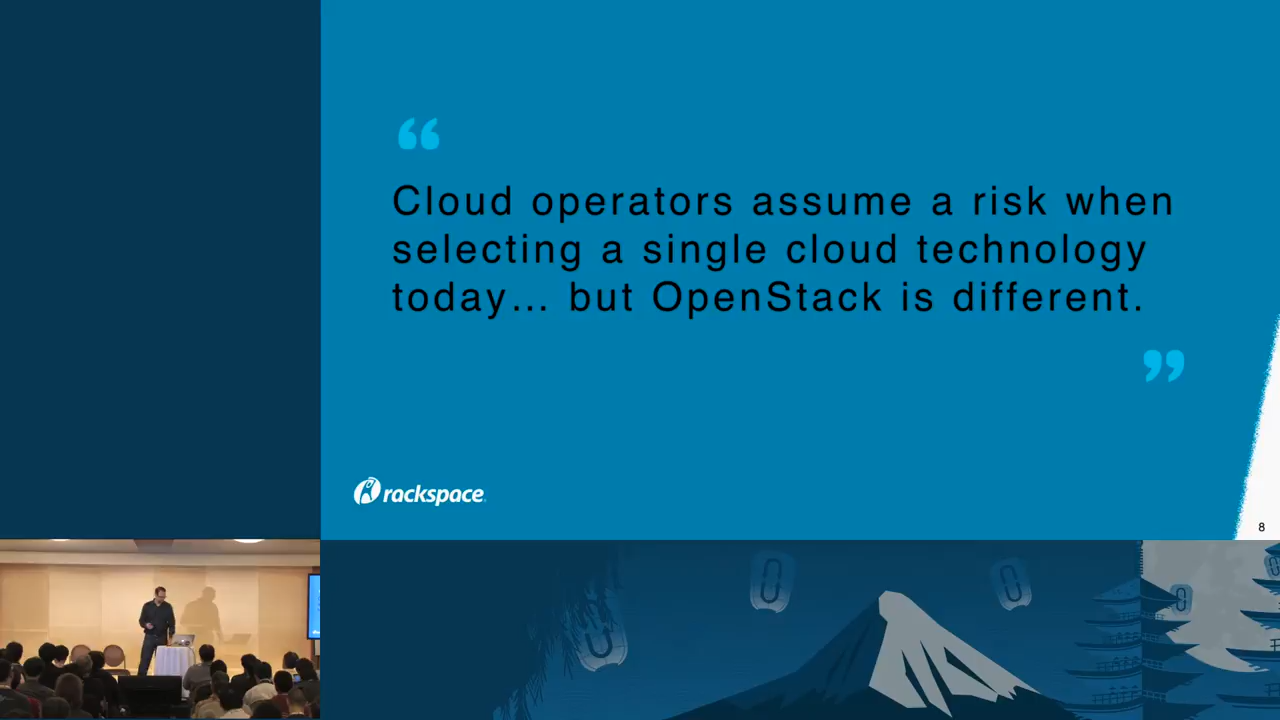 “
Cloud operators assume a risk when
selecting a single cloud technology
today... but OpenStack is different.
”
rackspace
8